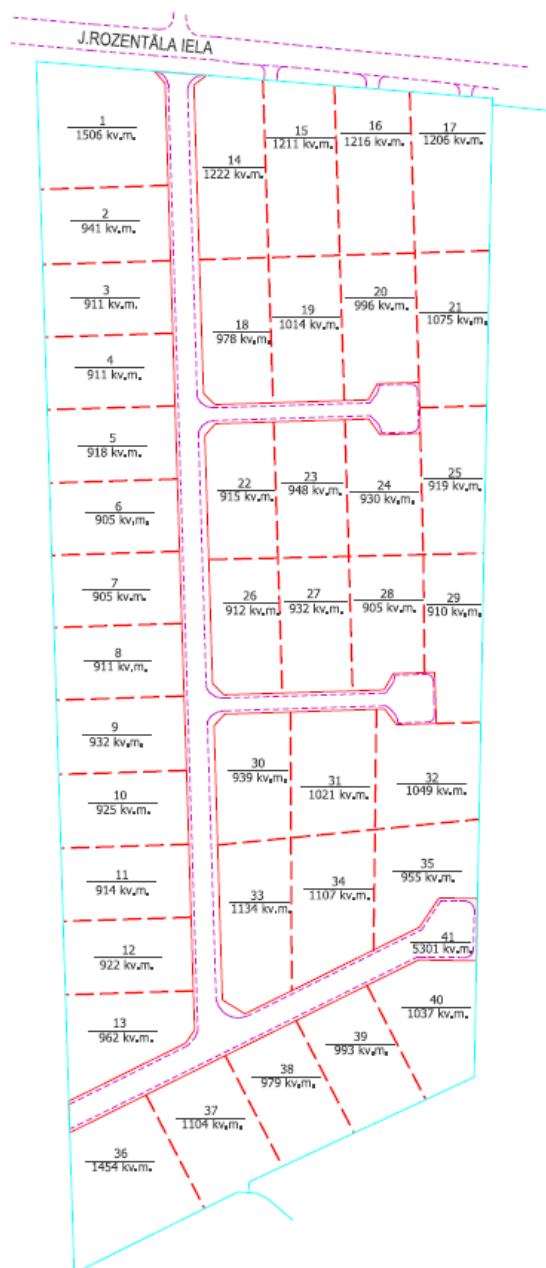 J.ROZENTĀLA IELA
1
1506 kv.m.
2
941 kv.m.
3
911 kv.m.
4
911 kv.m.
5
918 kv.m.
6
905 kv.m.
7
905 kv.m.
8
911 kv.m.
9
932 kv.m.
10
925 kv.m.
11
914 kv.m.
12
922 kv.m.
13
962 kv.m.
14
1222 kv.m.
15
1211 kv.m.
16
1216 kv.m.
17
1206 kv.m.
18
978 kv.m.
19
1014 kv.m.
20
996 kv.m.
21
1075 kv.m.
22
915 kv.m.
23
948 kv.m.
24
930 kv.m.
25
919 kv.m.
26
912 kv.m.
27
932 kv.m.
28
905 kv.m.
29
910 kv.m.
30
939 kv.m.
31
1021 kv.m.
32
1049 kv.m.
33
1134 kv.m.
34
1107 kv.m.
35
955 kv.m.
41
5301 kv.m.
40
1037 kv.m.
39
993 kv.m.
38
979 kv.m.
37
1104 kv.m.
36
1454 kv.m.